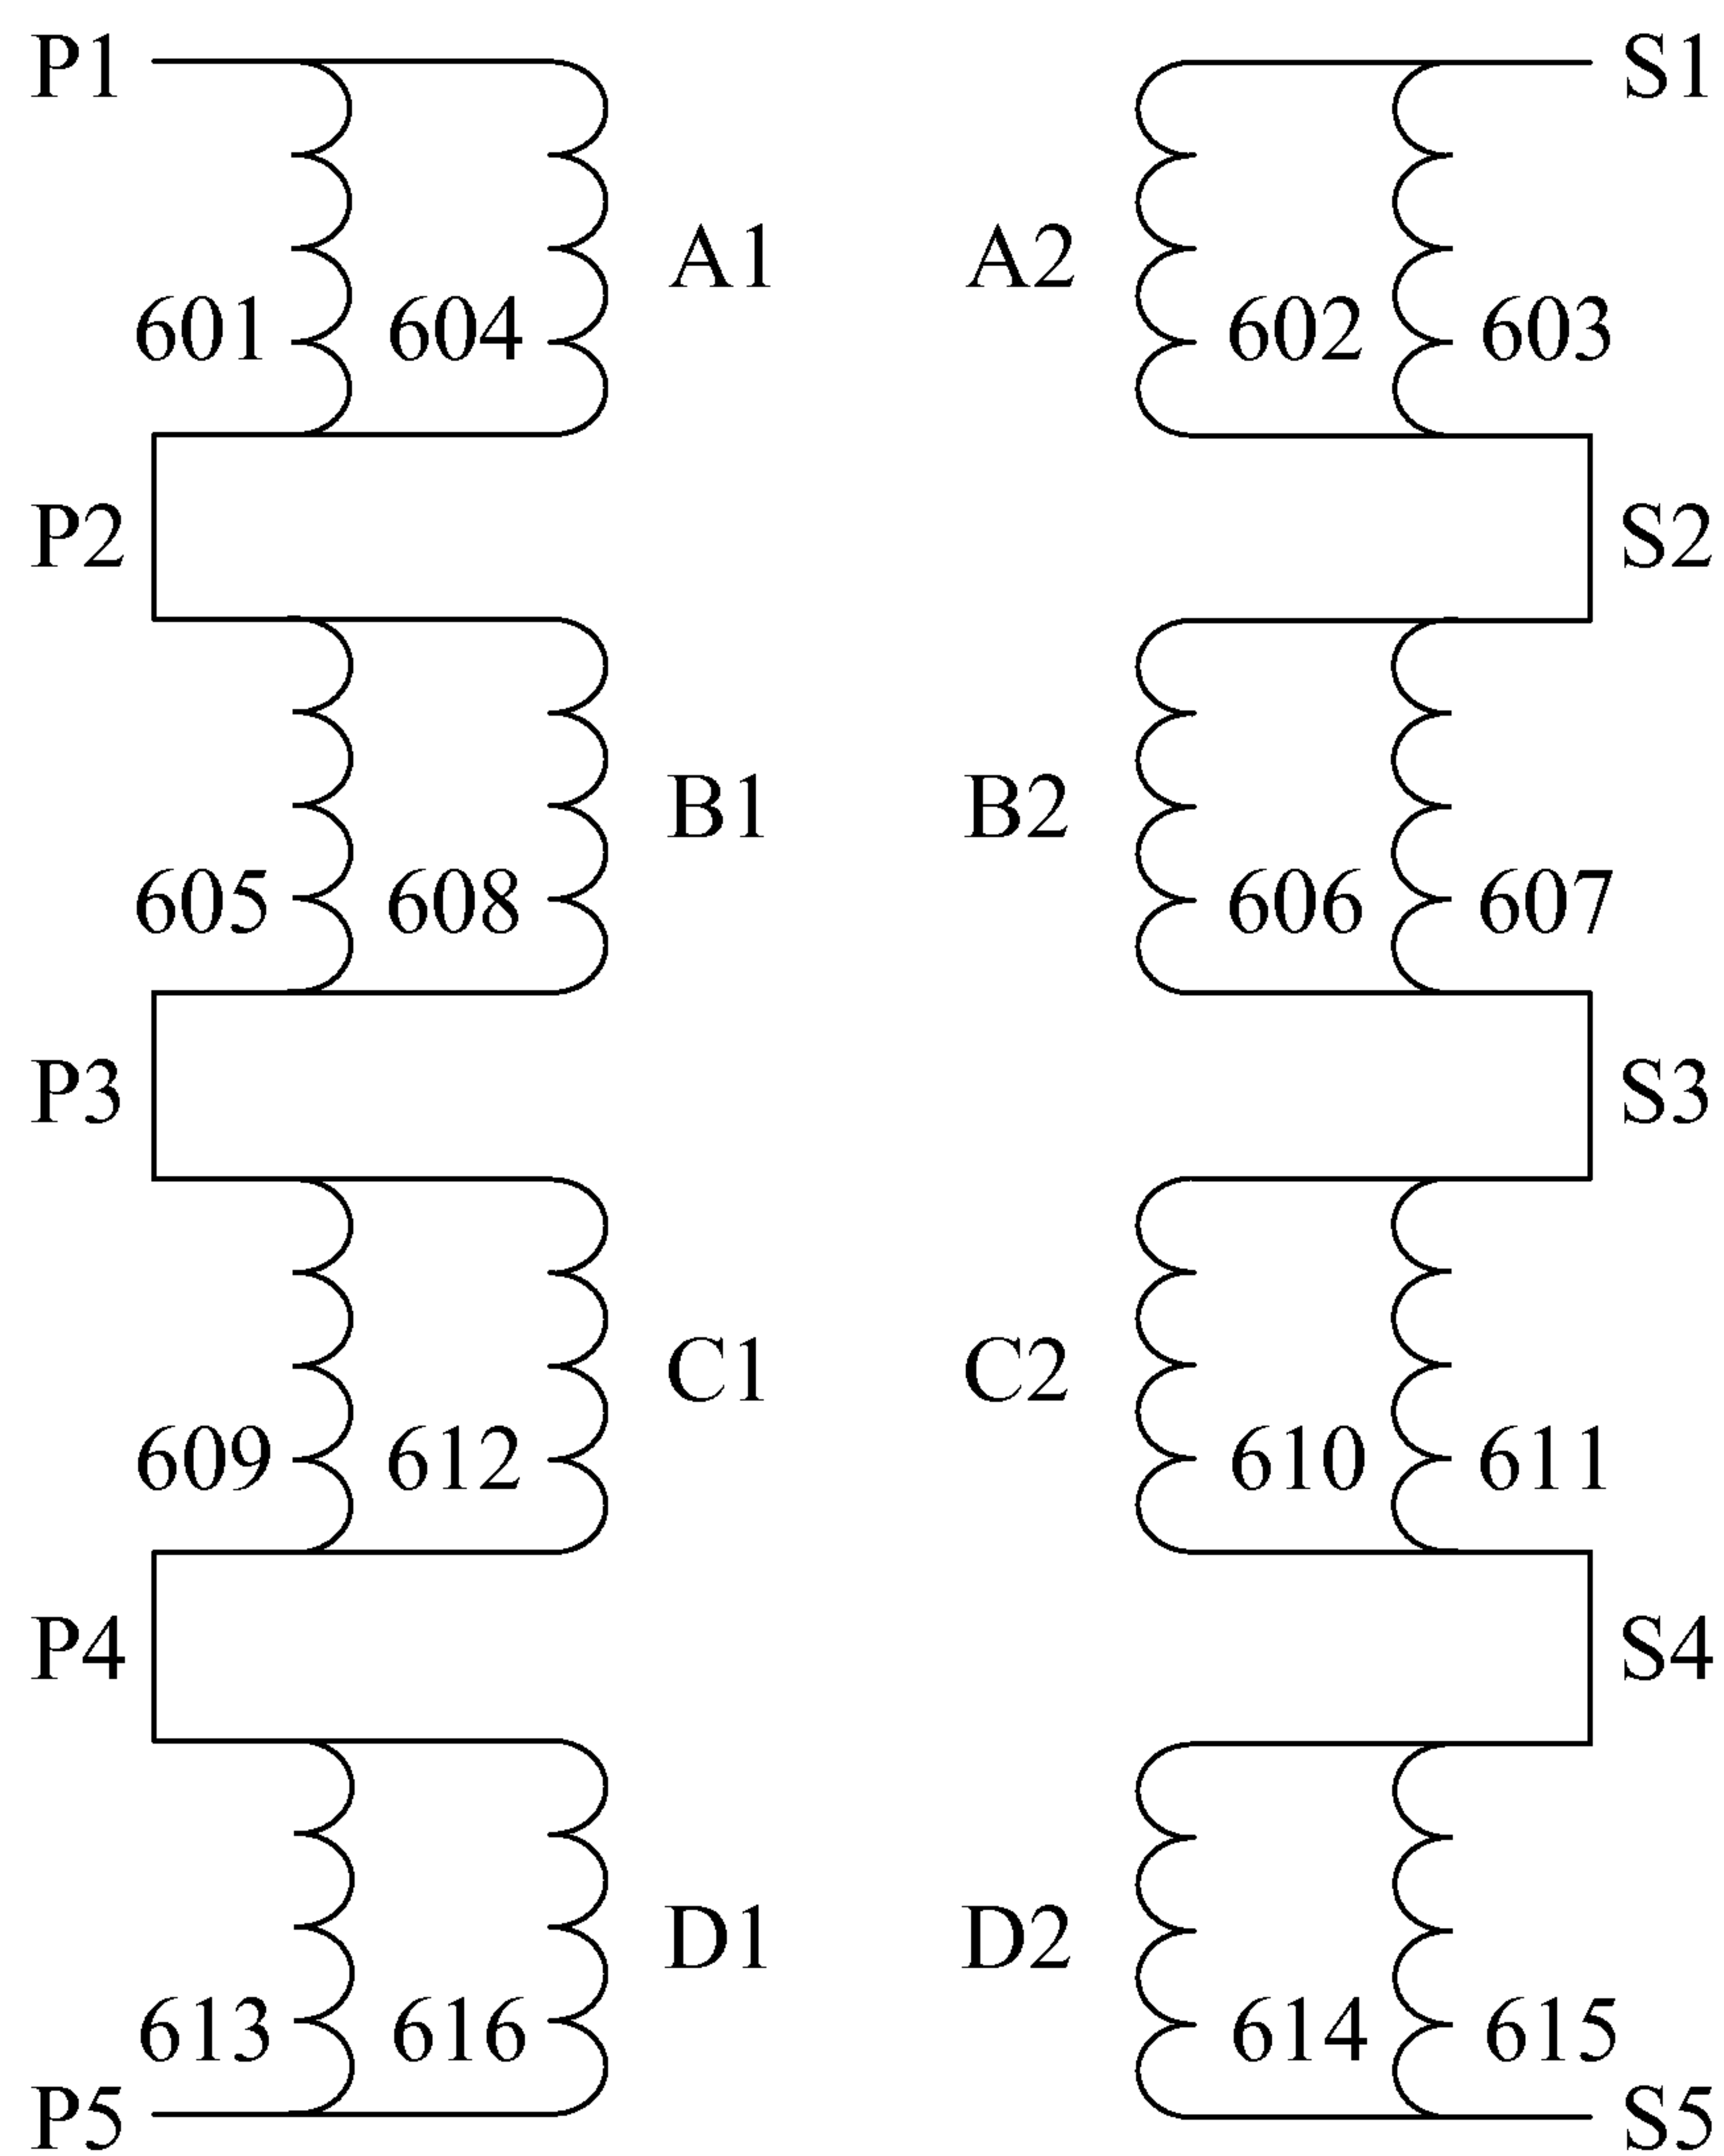 P1 S1
A1 A2
601 604 602 603
P2 S2
B1 B2
605 608 606 607
P3 S3
C1 C2
609 612 610 611
P4 S4
D1 D2
613 616 614 615
P5 S5